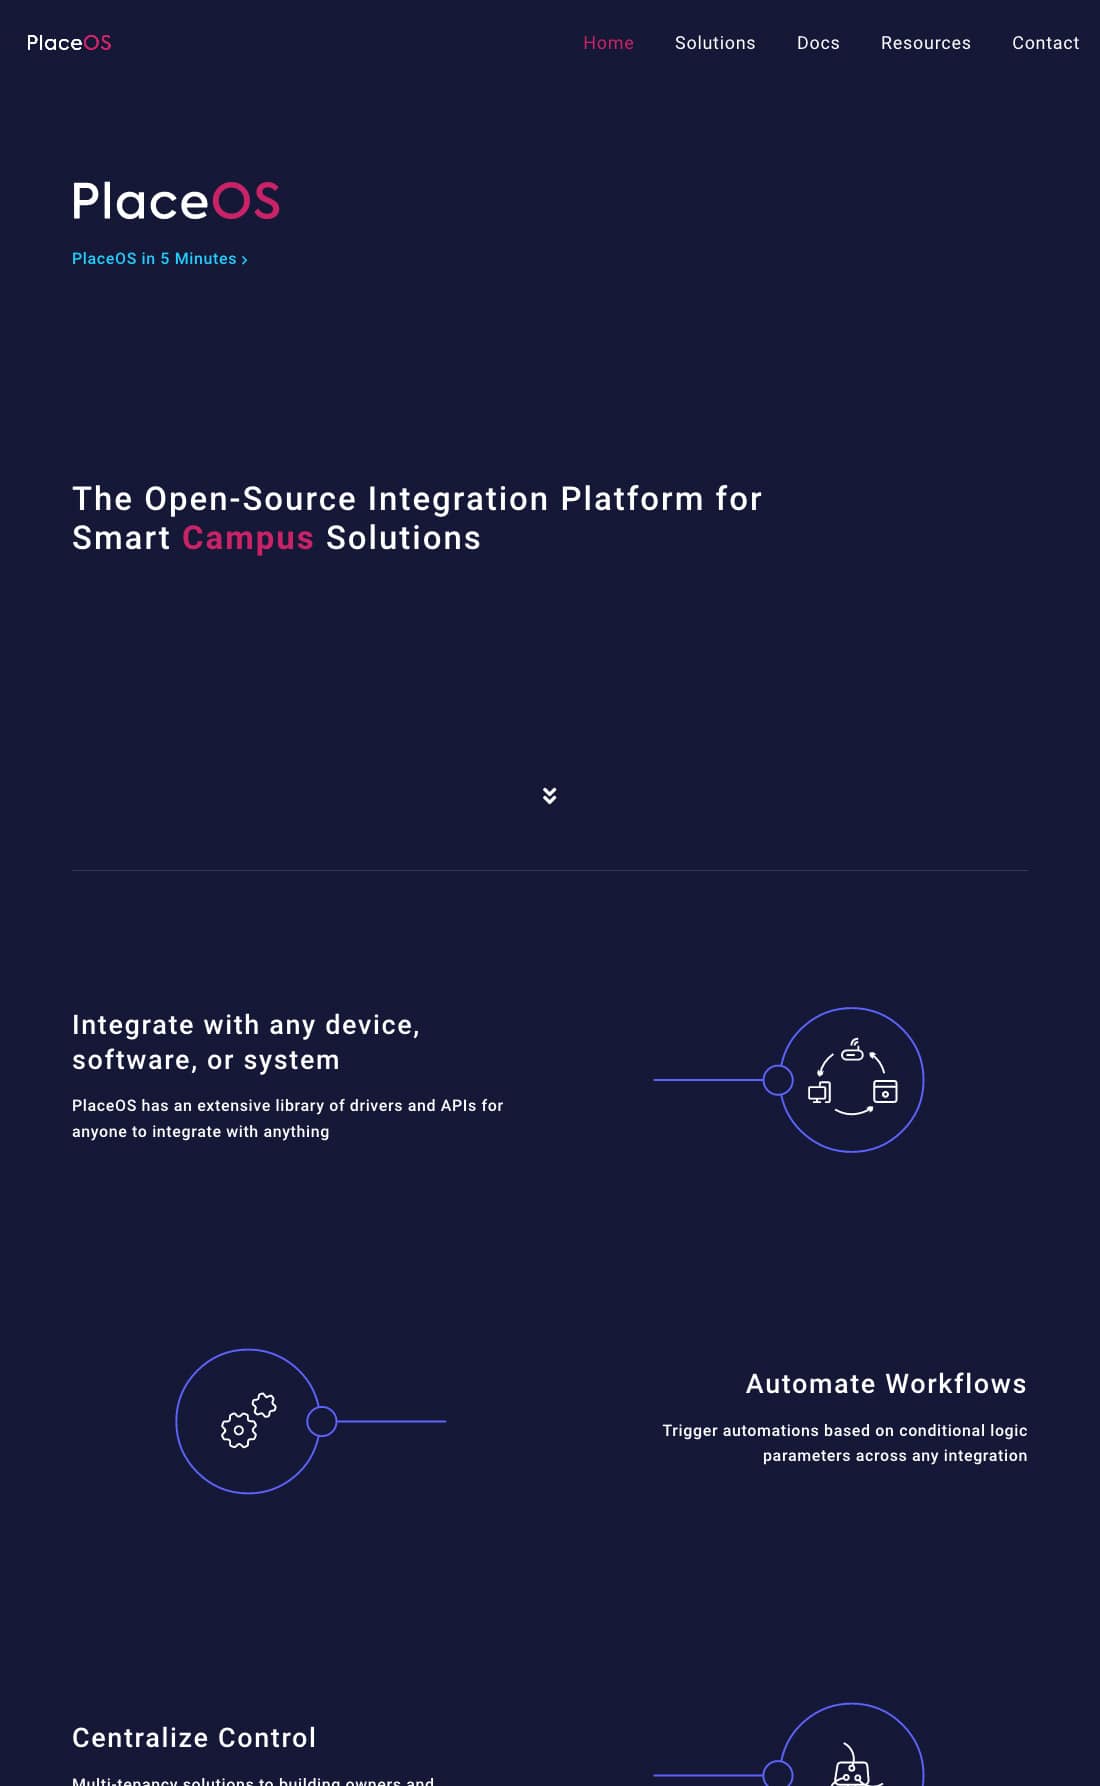 PlaceOS
Home Solutions Docs Resources Contact
PlaceOS
PlaceOS in 5 Minutes ›
The Open-Source Integration Platform for
Smart Campus Solutions
Integrate with any device,
software, or system
PlaceOS has an extensive library of drivers and APIs for
anyone to integrate with anything
Automate Workflows
Trigger automations based on conditional logic
parameters across any integration
Centralize Control
Multi-tenancy solutions to building owners and